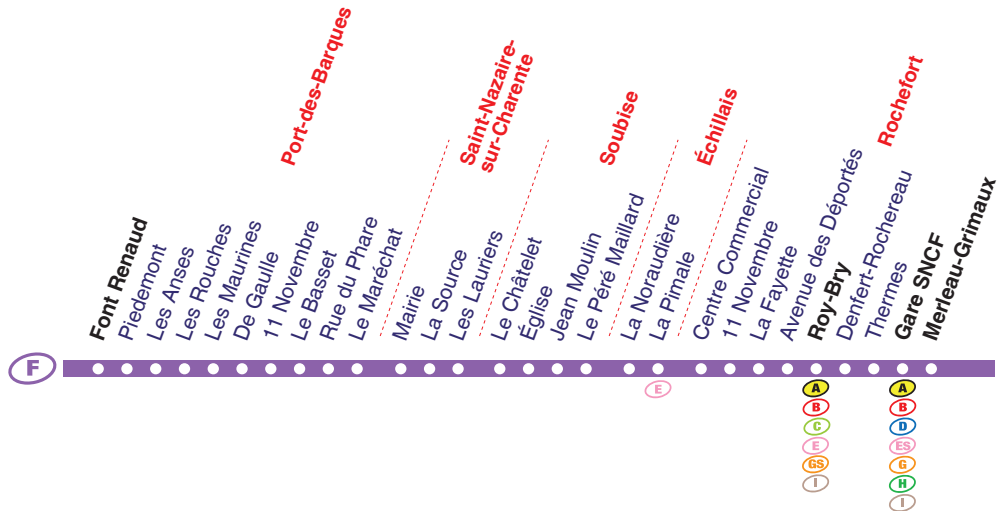 Port-des-Barques
Saint-Nazaire-
sur-Charente
Soubise
Échillais
Rochefort
Font Renaud
Piedemont
Les Anses
Les Rouches
Les Maurines
De Gaulle
11 Novembre
Le Basset
Rue du Phare
Le Maréchat
Mairie
La Source
Les Lauriers
Le Châtelet
Église
Jean Moulin
Le Péré Maillard
La Noraudière
La Pimale
Centre Commercial
11 Novembre
La Fayette
Avenue des Déportés
Roy-Bry
Denfert-Rochereau
Thermes
Gare SNCF
Merleau-Grimaux
F
E
A
B
C
E
GS
I
A
B
D
ES
G
H
I